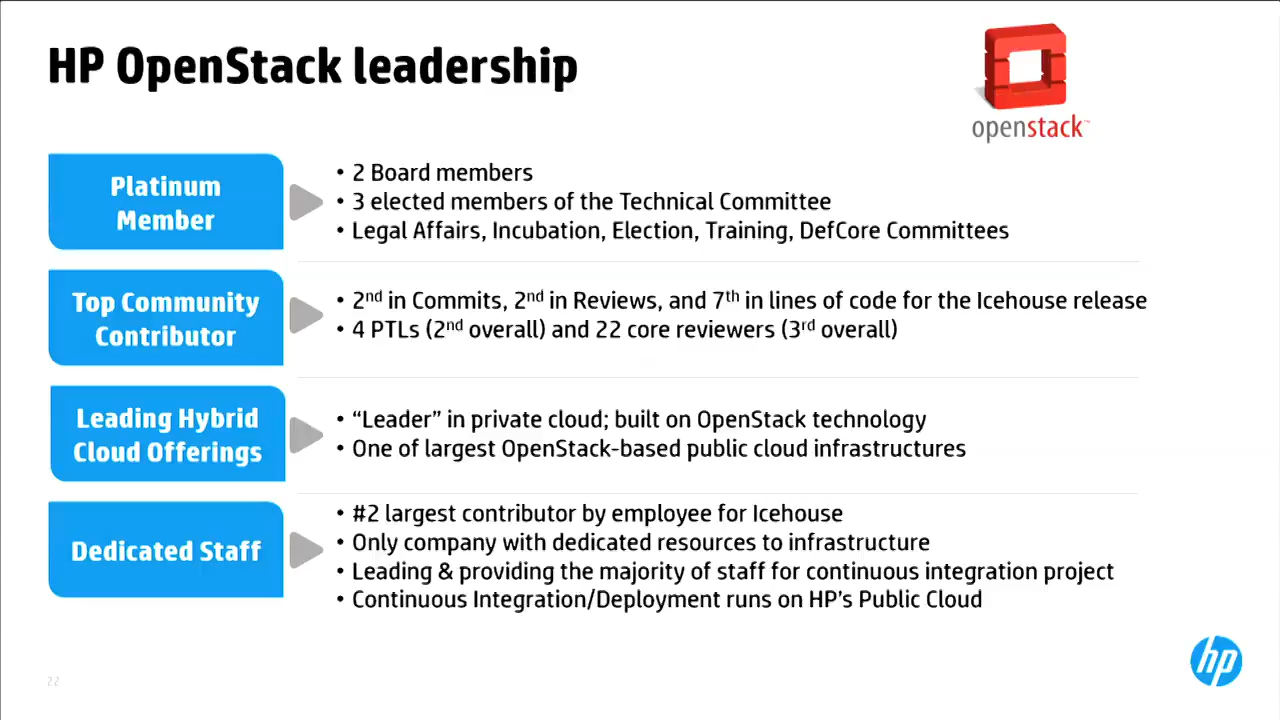 HP OpenStack leadership
openstack™
Platinum
Member
• 2 Board members
• 3 elected members of the Technical Committee
• Legal Affairs, Incubation, Election, Training, DefCore Committees
Top Community
Contributor
• 2nd in Commits, 2nd in Reviews, and 7th in lines of code for the Icehouse release
• 4 PTLs (2nd overall) and 22 core reviewers (3rd overall)
Leading Hybrid
Cloud Offerings
• “Leader” in private cloud; built on OpenStack technology
• One of largest OpenStack-based public cloud infrastructures
Dedicated Staff
• #2 largest contributor by employee for Icehouse
• Only company with dedicated resources to infrastructure
• Leading & providing the majority of staff for continuous integration project
• Continuous Integration/Deployment runs on HP’s Public Cloud
22
hp